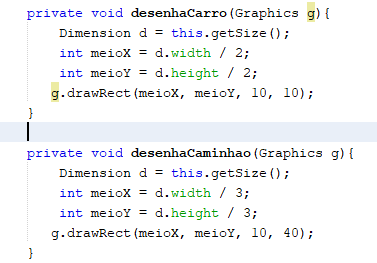 private void desenhaCarro(Graphics g){
Dimension d = this.getSize();
int meioX = d.width / 2;
int meioY = d.height / 2;
g.drawRect(meioX, meioY, 10, 10);
}
private void desenhaCaminhao(Graphics g){
Dimension d = this.getSize();
int meioX = d.width / 3;
int meioY = d.height / 3;
g.drawRect(meioX, meioY, 10, 40);
}